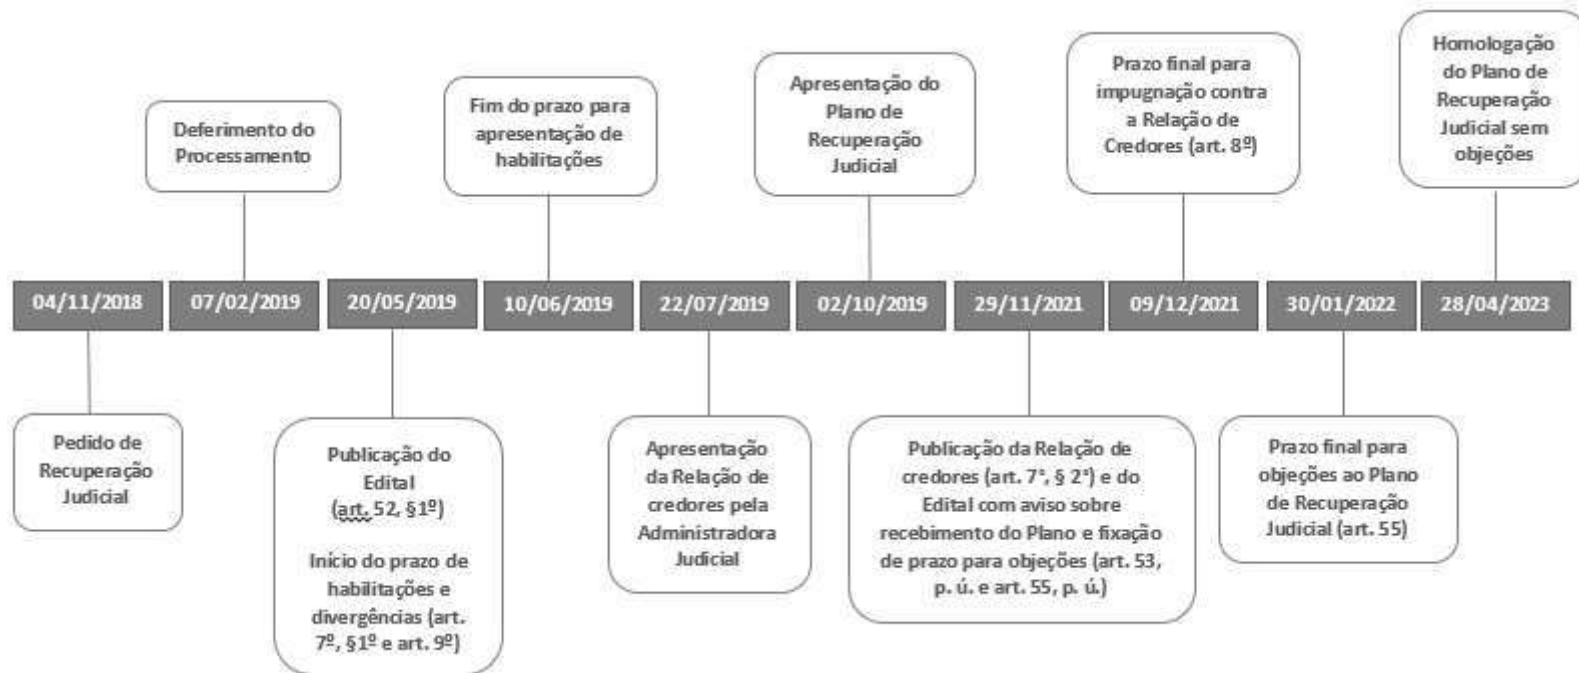 Deferimento do
Processamento
Fim do prazo para
apresentação de
habilitações
Apresentação do
Plano de
Recuperação
Judicial
Prazo final para
impugnação contra
a Relação de
Credores (art. 8º)
Homologação
do Plano de
Recuperação
Judicial sem
objeções
04/11/2018
07/02/2019
20/05/2019
10/06/2019
22/07/2019
02/10/2019
29/11/2021
09/12/2021
30/01/2022
28/04/2023
Pedido de
Recuperação
Judicial
Publicação do
Edital
(art. 52, §1º)
Início do prazo de
habilitações e
divergências (art.
7º, §1º e art. 9º)
Apresentação
da Relação de
credores pela
Administradora
Judicial
Publicação da Relação de
credores (art. 7°, § 2°) e do
Edital com aviso sobre
recebimento do Plano e fixação
de prazo para objeções (art. 53,
p. ú. e art. 55, p. ú.)
Prazo final para
objeções ao Plano
de Recuperação
Judicial (art. 55)